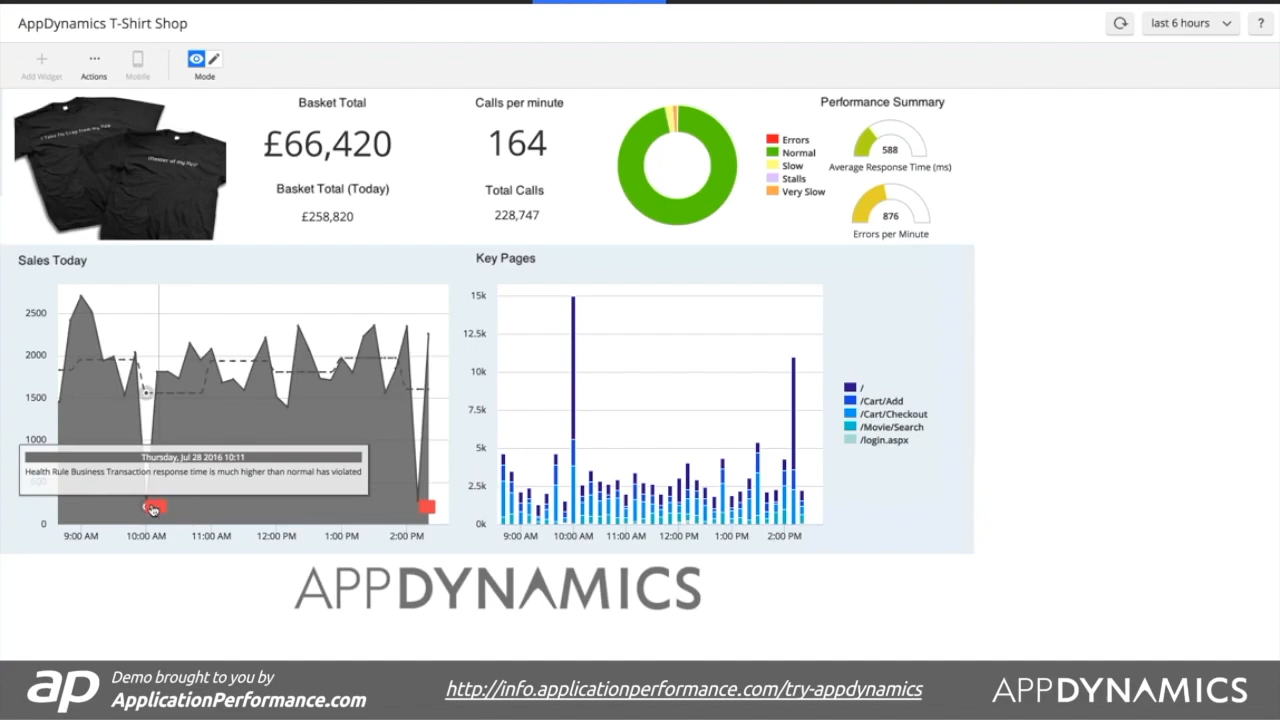 AppDynamics T-Shirt Shop
last 6 hours
?
Add Widget
Actions
Mobile
Mode
Basket Total
£66,420
Basket Total (Today)
£258,820
Calls per minute
164
Total Calls
228,747
Errors
Normal
Slow
Stalls
Very Slow
Performance Summary
588
Average Response Time (ms)
876
Errors per Minute
Sales Today
2500
2000
1500
1000
0
Thursday, Jul 28 2016 10:11
Health Rule Business Transaction response time is much higher than normal has violated
9:00 AM 10:00 AM 11:00 AM 12:00 PM 1:00 PM 2:00 PM
Key Pages
15k
12.5k
10k
7.5k
5k
2.5k
0k
9:00 AM 10:00 AM 11:00 AM 12:00 PM 1:00 PM 2:00 PM
/
/Cart/Add
/Cart/Checkout
/Movie/Search
/login.aspx
APPDYNAMICS
ap
Demo brought to you by
ApplicationPerformance.com
http://info.applicationperformance.com/try-appdynamics
APPDYNAMICS